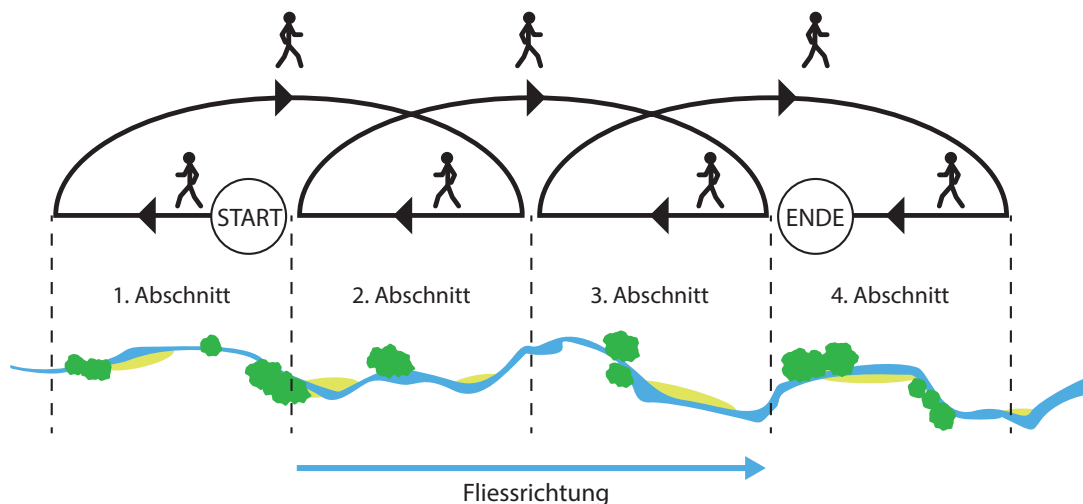 START
ENDE
1. Abschnitt
2. Abschnitt
3. Abschnitt
4. Abschnitt
Fliessrichtung